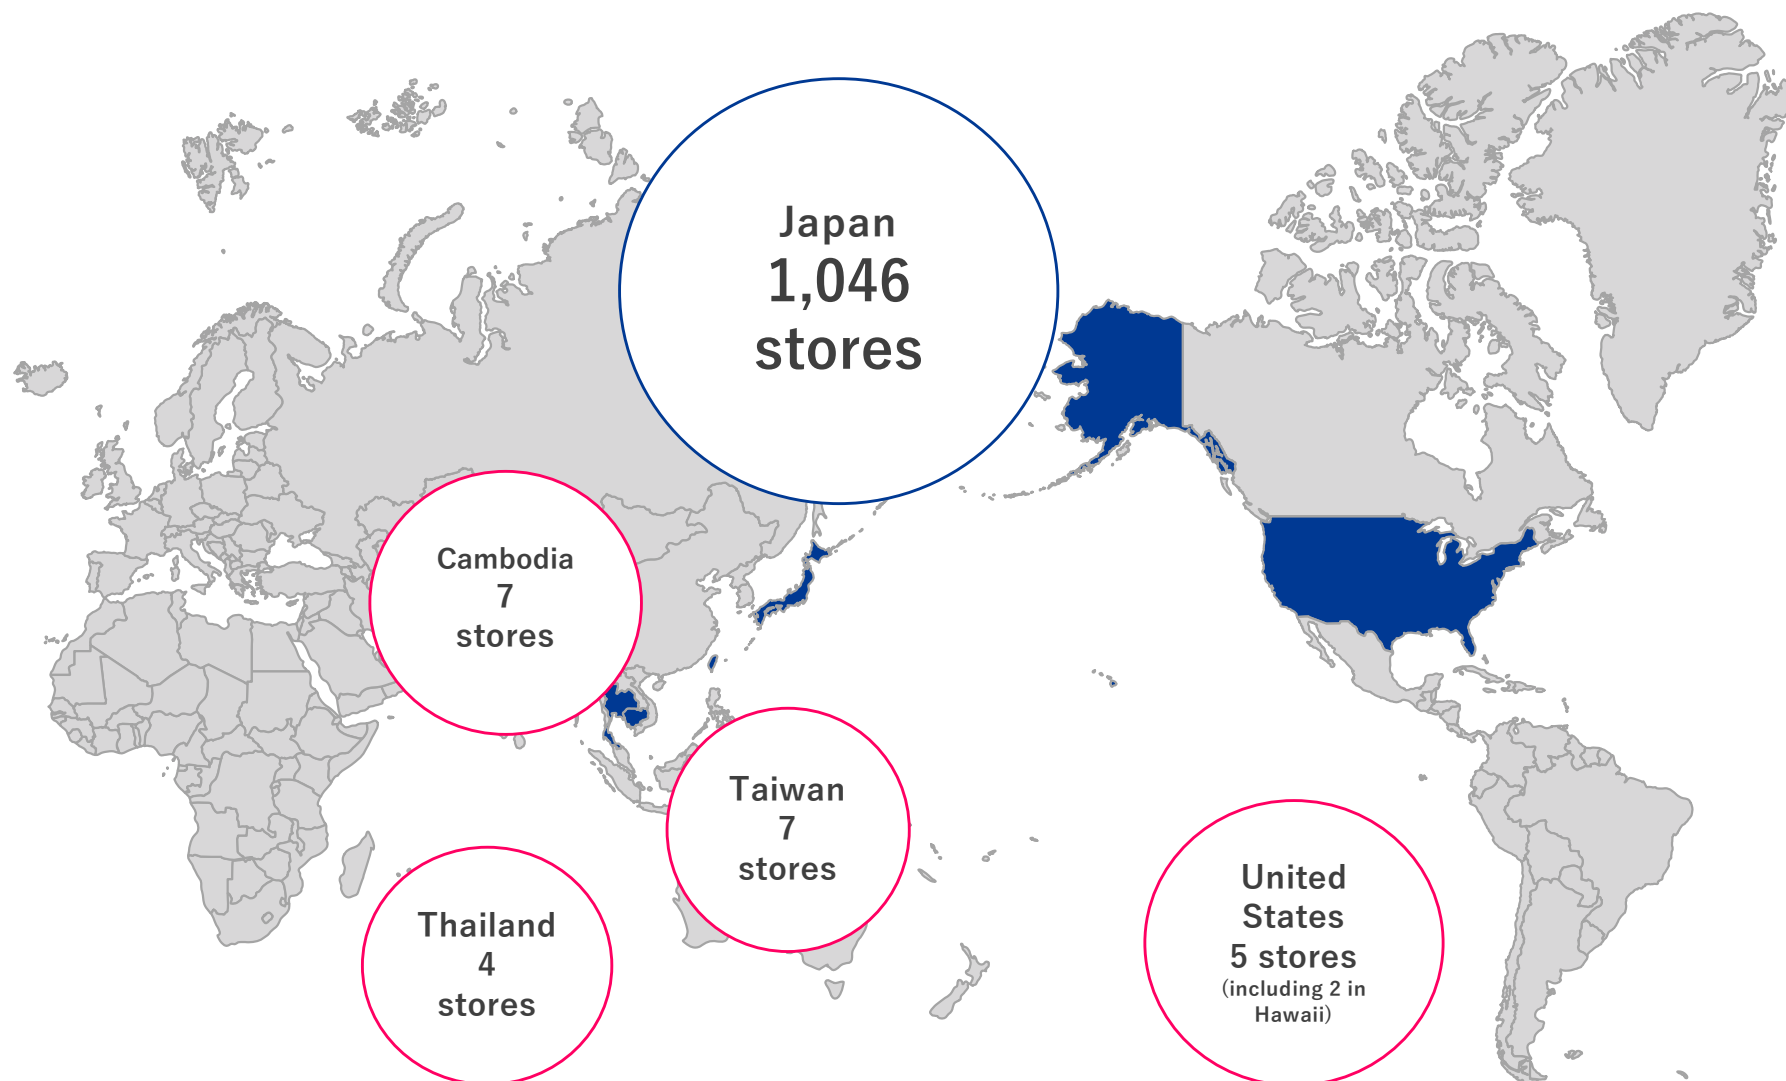 Japan
1,046
stores
Cambodia
7
stores
Taiwan
7
stores
Thailand
4
stores
United
States
5 stores
(including 2 in
Hawaii)